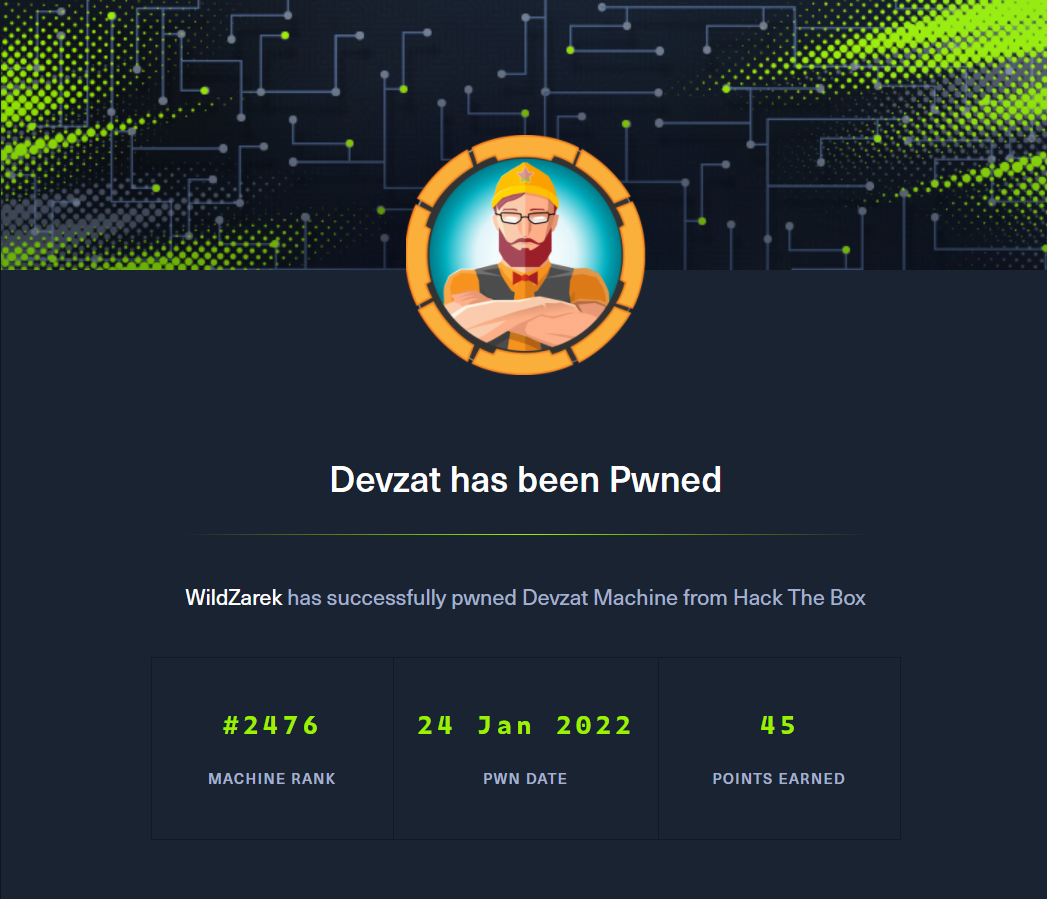 Devzat has been Pwned
WildZarek has successfully pwned Devzat Machine from Hack The Box
#2476
MACHINE RANK
24 Jan 2022
PWN DATE
45
POINTS EARNED